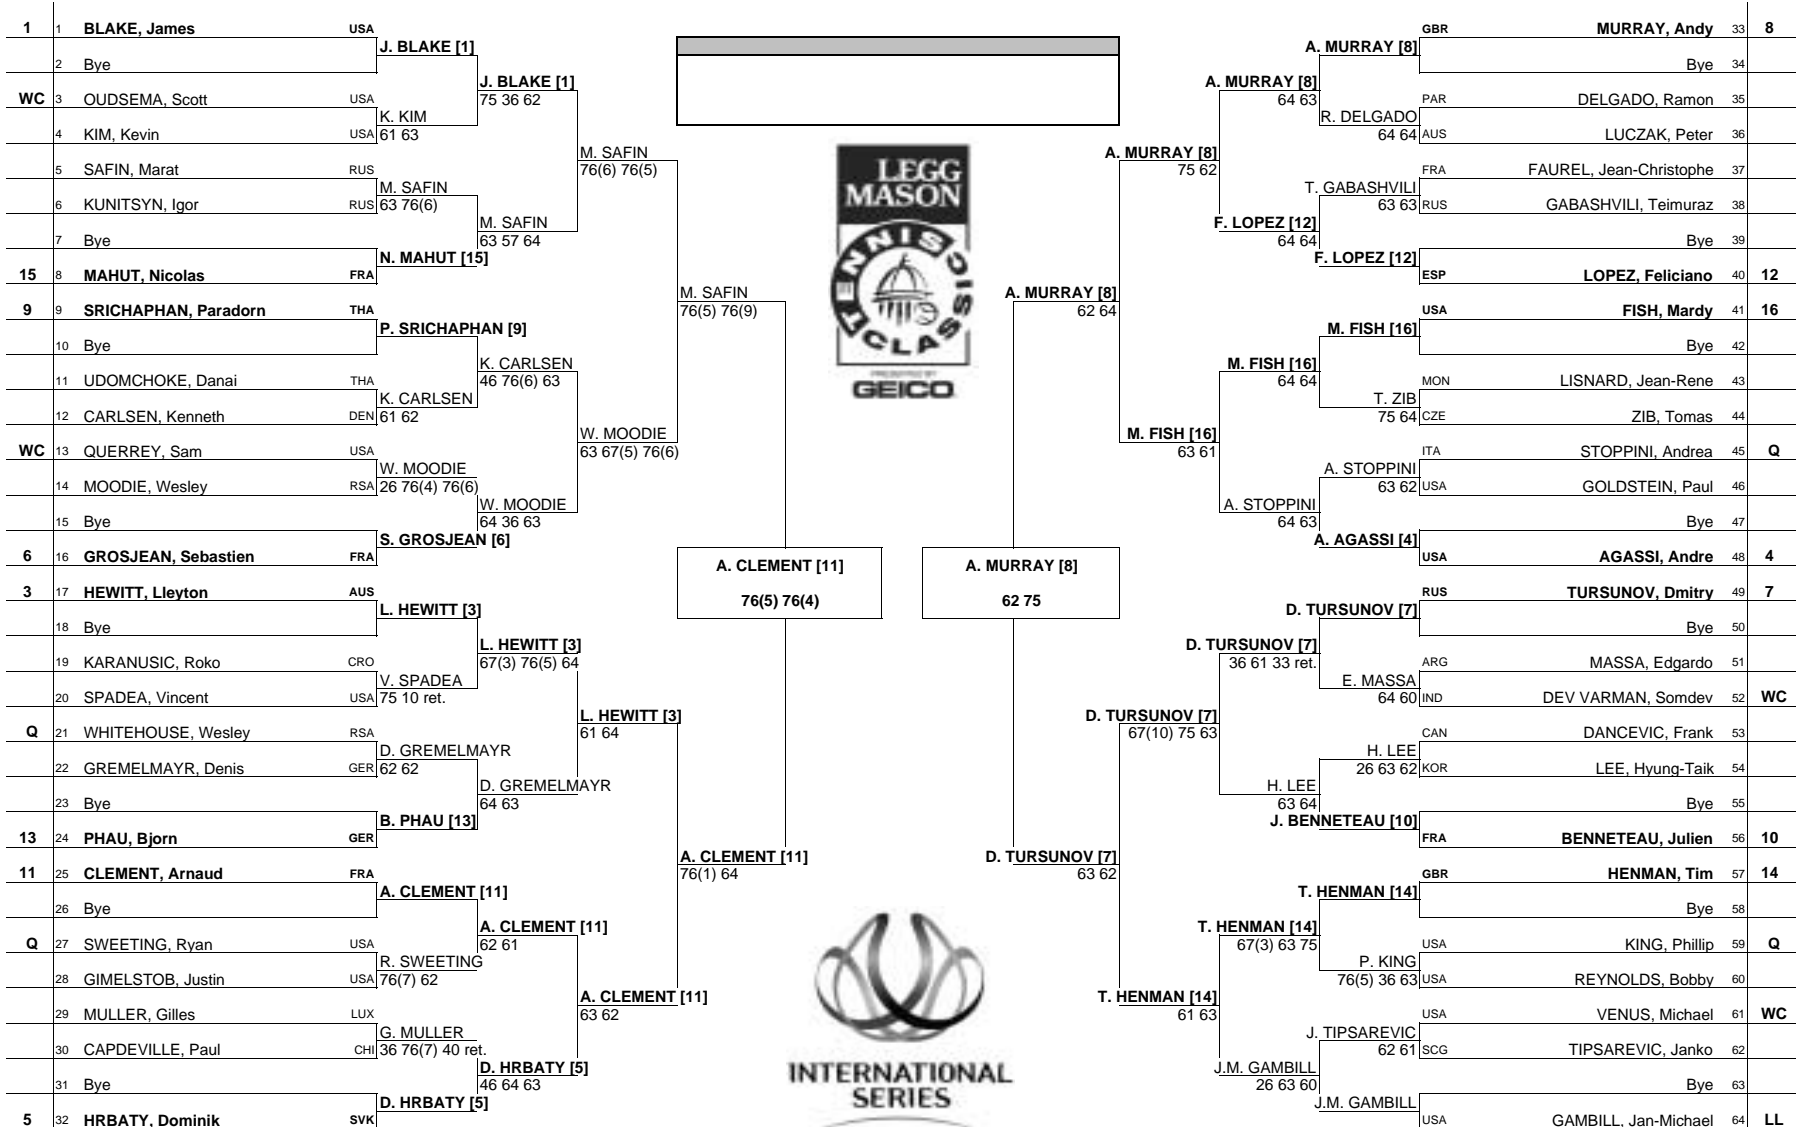 1 1 BLAKE, James USA
J. BLAKE [1]
2 Bye
J. BLAKE [1]
75 36 62
WC 3 OUDSEMA, Scott USA
K. KIM
61 63
4 KIM, Kevin USA
M. SAFIN
76(6) 76(5)
5 SAFIN, Marat RUS
M. SAFIN
63 76(6)
6 KUNITSYN, Igor RUS
M. SAFIN
63 57 64
7 Bye
N. MAHUT [15]
15 8 MAHUT, Nicolas FRA
M. SAFIN
76(5) 76(9)
9 9 SRICHAPHAN, Paradorn THA
P. SRICHAPHAN [9]
10 Bye
K. CARLSEN
46 76(6) 63
11 UDOMCHOKE, Danai THA
K. CARLSEN
61 62
12 CARLSEN, Kenneth DEN
W. MOODIE
63 67(5) 76(6)
WC 13 QUERREY, Sam USA
W. MOODIE
26 76(4) 76(6)
14 MOODIE, Wesley RSA
W. MOODIE
64 36 63
15 Bye
S. GROSJEAN [6]
6 16 GROSJEAN, Sebastien FRA
A. CLEMENT [11]
76(5) 76(4)
3 17 HEWITT, Lleyton AUS
L. HEWITT [3]
18 Bye
L. HEWITT [3]
67(3) 76(5) 64
19 KARANUSIC, Roko CRO
V. SPADEA
75 10 ret.
20 SPADEA, Vincent USA
L. HEWITT [3]
61 64
Q 21 WHITEHOUSE, Wesley RSA
D. GREMELMAYR
62 62
22 GREMELMAYR, Denis GER
D. GREMELMAYR
64 63
23 Bye
B. PHAU [13]
13 24 PHAU, Bjorn GER
A. CLEMENT [11]
76(1) 64
11 25 CLEMENT, Arnaud FRA
A. CLEMENT [11]
26 Bye
A. CLEMENT [11]
62 61
Q 27 SWEETING, Ryan USA
R. SWEETING
76(7) 62
28 GIMELSTOB, Justin USA
A. CLEMENT [11]
63 62
29 MULLER, Gilles LUX
G. MULLER
36 76(7) 40 ret.
30 CAPDEVILLE, Paul CHI
D. HRBATY [5]
46 64 63
31 Bye
D. HRBATY [5]
5 32 HRBATY, Dominik SVK
LEGG
MASON
TENNIS
CLASSIC
PRESENTED BY
GEICO
INTERNATIONAL
SERIES
GBR MURRAY, Andy 33 8
A. MURRAY [8]
Bye 34
A. MURRAY [8]
64 63
PAR DELGADO, Ramon 35
R. DELGADO
64 64
AUS LUCZAK, Peter 36
A. MURRAY [8]
75 62
FRA FAUREL, Jean-Christophe 37
T. GABASHVILI
63 63
RUS GABASHVILI, Teimuraz 38
F. LOPEZ [12]
64 64
Bye 39
F. LOPEZ [12]
ESP LOPEZ, Feliciano 40 12
A. MURRAY [8]
62 64
USA FISH, Mardy 41 16
M. FISH [16]
Bye 42
M. FISH [16]
64 64
MON LISNARD, Jean-Rene 43
T. ZIB
75 64
CZE ZIB, Tomas 44
M. FISH [16]
63 61
ITA STOPPINI, Andrea 45 Q
A. STOPPINI
63 62
USA GOLDSTEIN, Paul 46
A. STOPPINI
64 63
Bye 47
A. AGASSI [4]
USA AGASSI, Andre 48 4
A. MURRAY [8]
62 75
RUS TURSUNOV, Dmitry 49 7
D. TURSUNOV [7]
Bye 50
D. TURSUNOV [7]
36 61 33 ret.
ARG MASSA, Edgardo 51
E. MASSA
64 60
IND DEV VARMAN, Somdev 52 WC
D. TURSUNOV [7]
67(10) 75 63
CAN DANCEVIC, Frank 53
H. LEE
26 63 62
KOR LEE, Hyung-Taik 54
H. LEE
63 64
Bye 55
J. BENNETEAU [10]
FRA BENNETEAU, Julien 56 10
D. TURSUNOV [7]
63 62
GBR HENMAN, Tim 57 14
T. HENMAN [14]
Bye 58
T. HENMAN [14]
67(3) 63 75
USA KING, Phillip 59 Q
P. KING
76(5) 36 63
USA REYNOLDS, Bobby 60
T. HENMAN [14]
61 63
USA VENUS, Michael 61 WC
J. TIPSAREVIC
62 61
SCG TIPSAREVIC, Janko 62
J.M. GAMBILL
26 63 60
Bye 63
J.M. GAMBILL
USA GAMBILL, Jan-Michael 64 LL